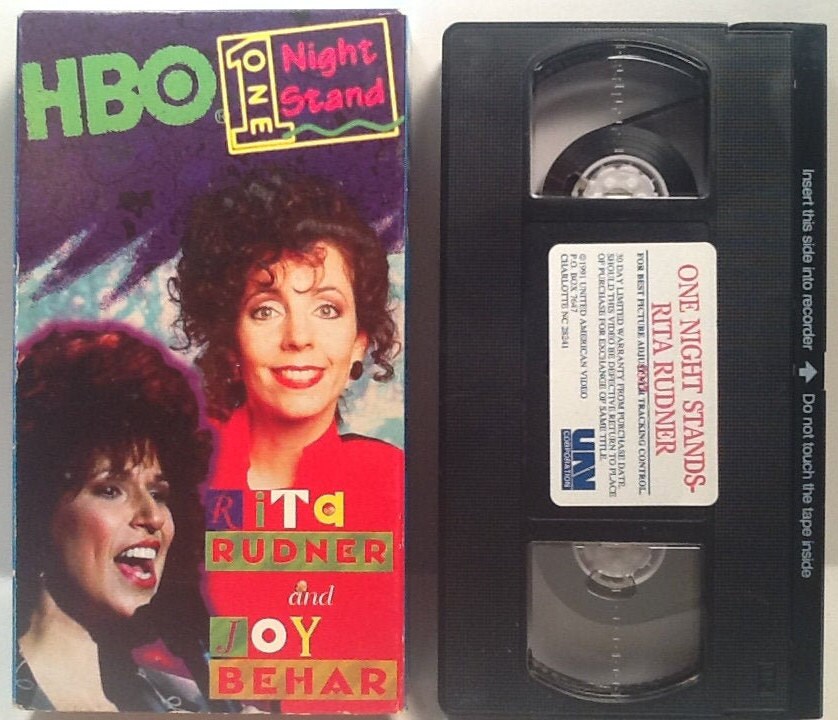 HBO®
ONE
Night
Stand
RiTa
RUDNER
and
JOY
BEHAR
ONE NIGHT STANDS-
RITA RUDNER
FOR BEST PICTURE ADJUST TRACKING CONTROL.
30 DAY LIMITED WARRANTY FROM PURCHASE DATE.
SHOULD THIS VIDEO BE DEFECTIVE RETURN TO PLACE
OF PURCHASE FOR EXCHANGE OF SAME TITLE.
©1991 UNITED AMERICAN VIDEO
P.O. BOX 7647
CHARLOTTE NC 28241
UAV
CORPORATION
Insert this side into recorder Do not touch the tape inside